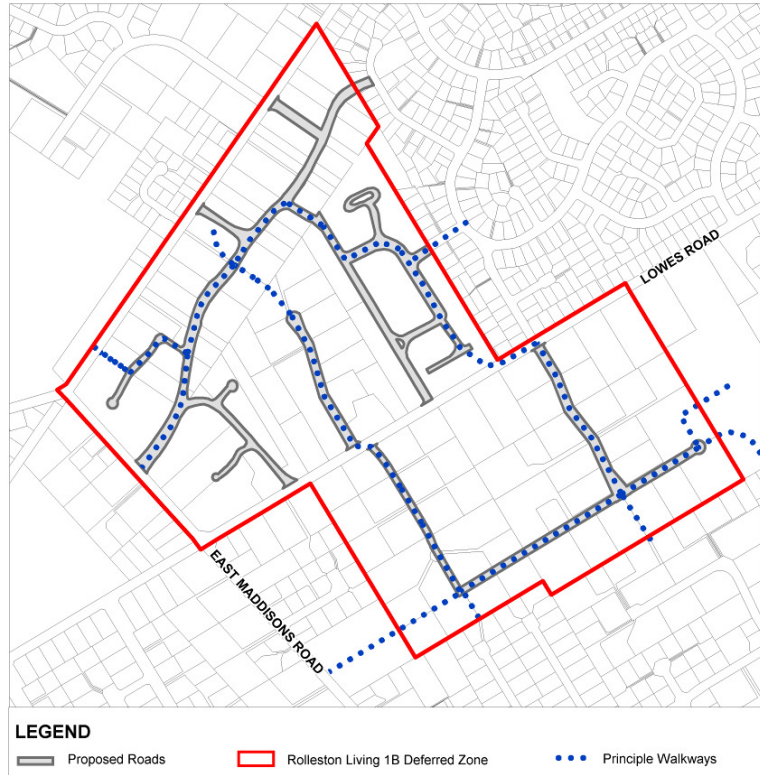 LOWES ROAD
EAST MADDISONS ROAD
LEGEND
Proposed Roads
Rolleston Living 1B Deferred Zone
Principle Walkways